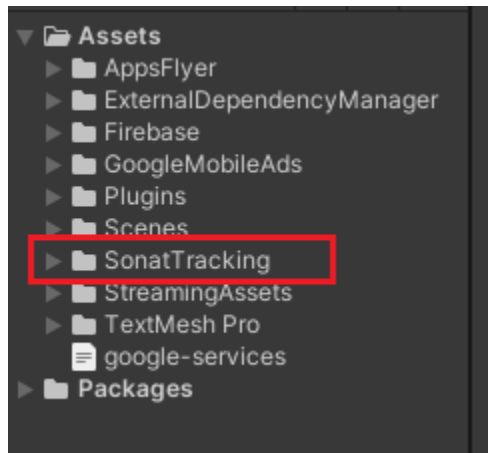 Assets
AppsFlyer
ExternalDependencyManager
Firebase
GoogleMobileAds
Plugins
Scenes
SonatTracking
StreamingAssets
TextMesh Pro
google-services
Packages